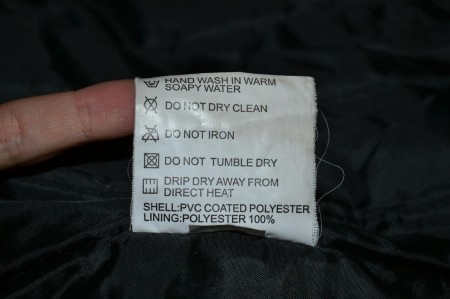 HAND WASH IN WARM
SOAPY WATER
DO NOT DRY CLEAN
DO NOT IRON
DO NOT TUMBLE DRY
DRIP DRY AWAY FROM
DIRECT HEAT
SHELL:PVC COATED POLYESTER
LINING:POLYESTER 100%